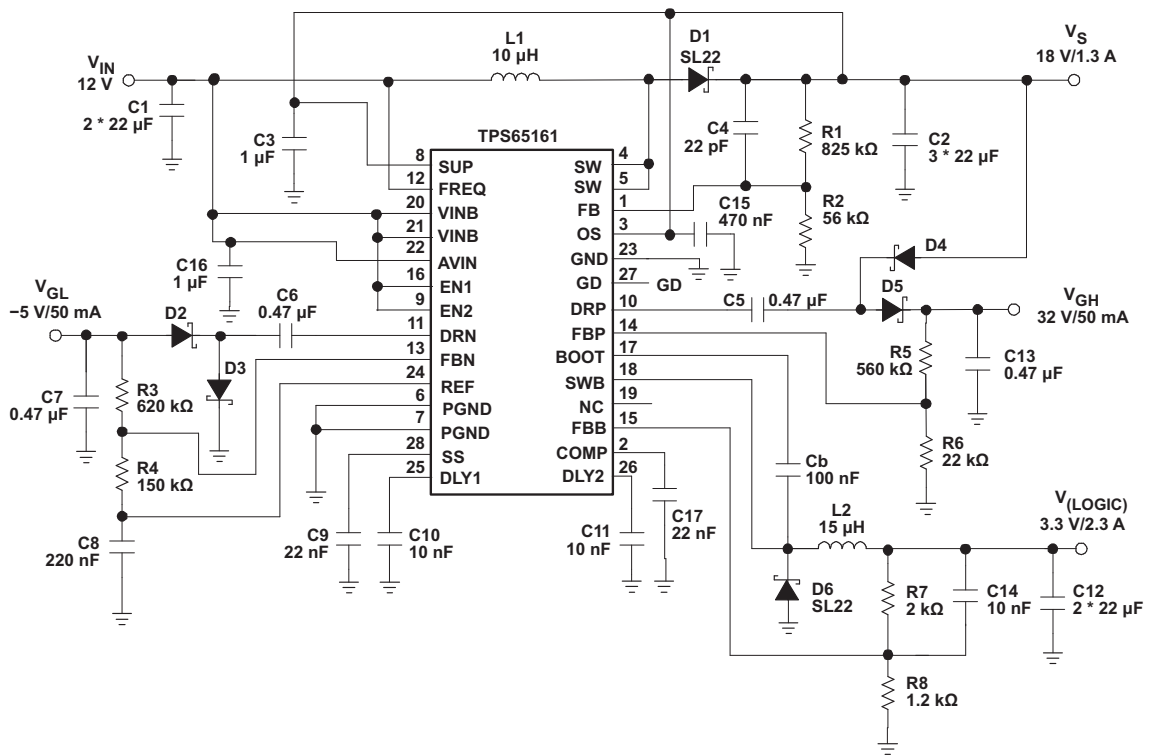 V_IN
12 V
C1
2 * 22 µF
L1
10 µH
D1
SL22
V_S
18 V/1.3 A
C3
1 µF
C4
22 pF
R1
825 kΩ
C2
3 * 22 µF
R2
56 kΩ
C15
470 nF
TPS65161
8 SUP
12 FREQ
20 VINB
21 VINB
22 AVIN
16 EN1
9 EN2
11 DRN
13 FBN
24 REF
6 PGND
7 PGND
28 SS
25 DLY1
SW 4
SW 5
FB 1
OS 3
GND 23
GD 27 GD
DRP 10
FBP 14
BOOT 17
SWB 18
NC 19
FBB 15
COMP 2
DLY2 26
C16
1 µF
V_GL
−5 V/50 mA
D2
C6
0.47 µF
D3
C7
0.47 µF
R3
620 kΩ
R4
150 kΩ
C8
220 nF
C9
22 nF
C10
10 nF
C11
10 nF
C17
22 nF
D4
C5
0.47 µF
D5
V_GH
32 V/50 mA
R5
560 kΩ
C13
0.47 µF
R6
22 kΩ
Cb
100 nF
L2
15 µH
V_(LOGIC)
3.3 V/2.3 A
D6
SL22
R7
2 kΩ
C14
10 nF
C12
2 * 22 µF
R8
1.2 kΩ